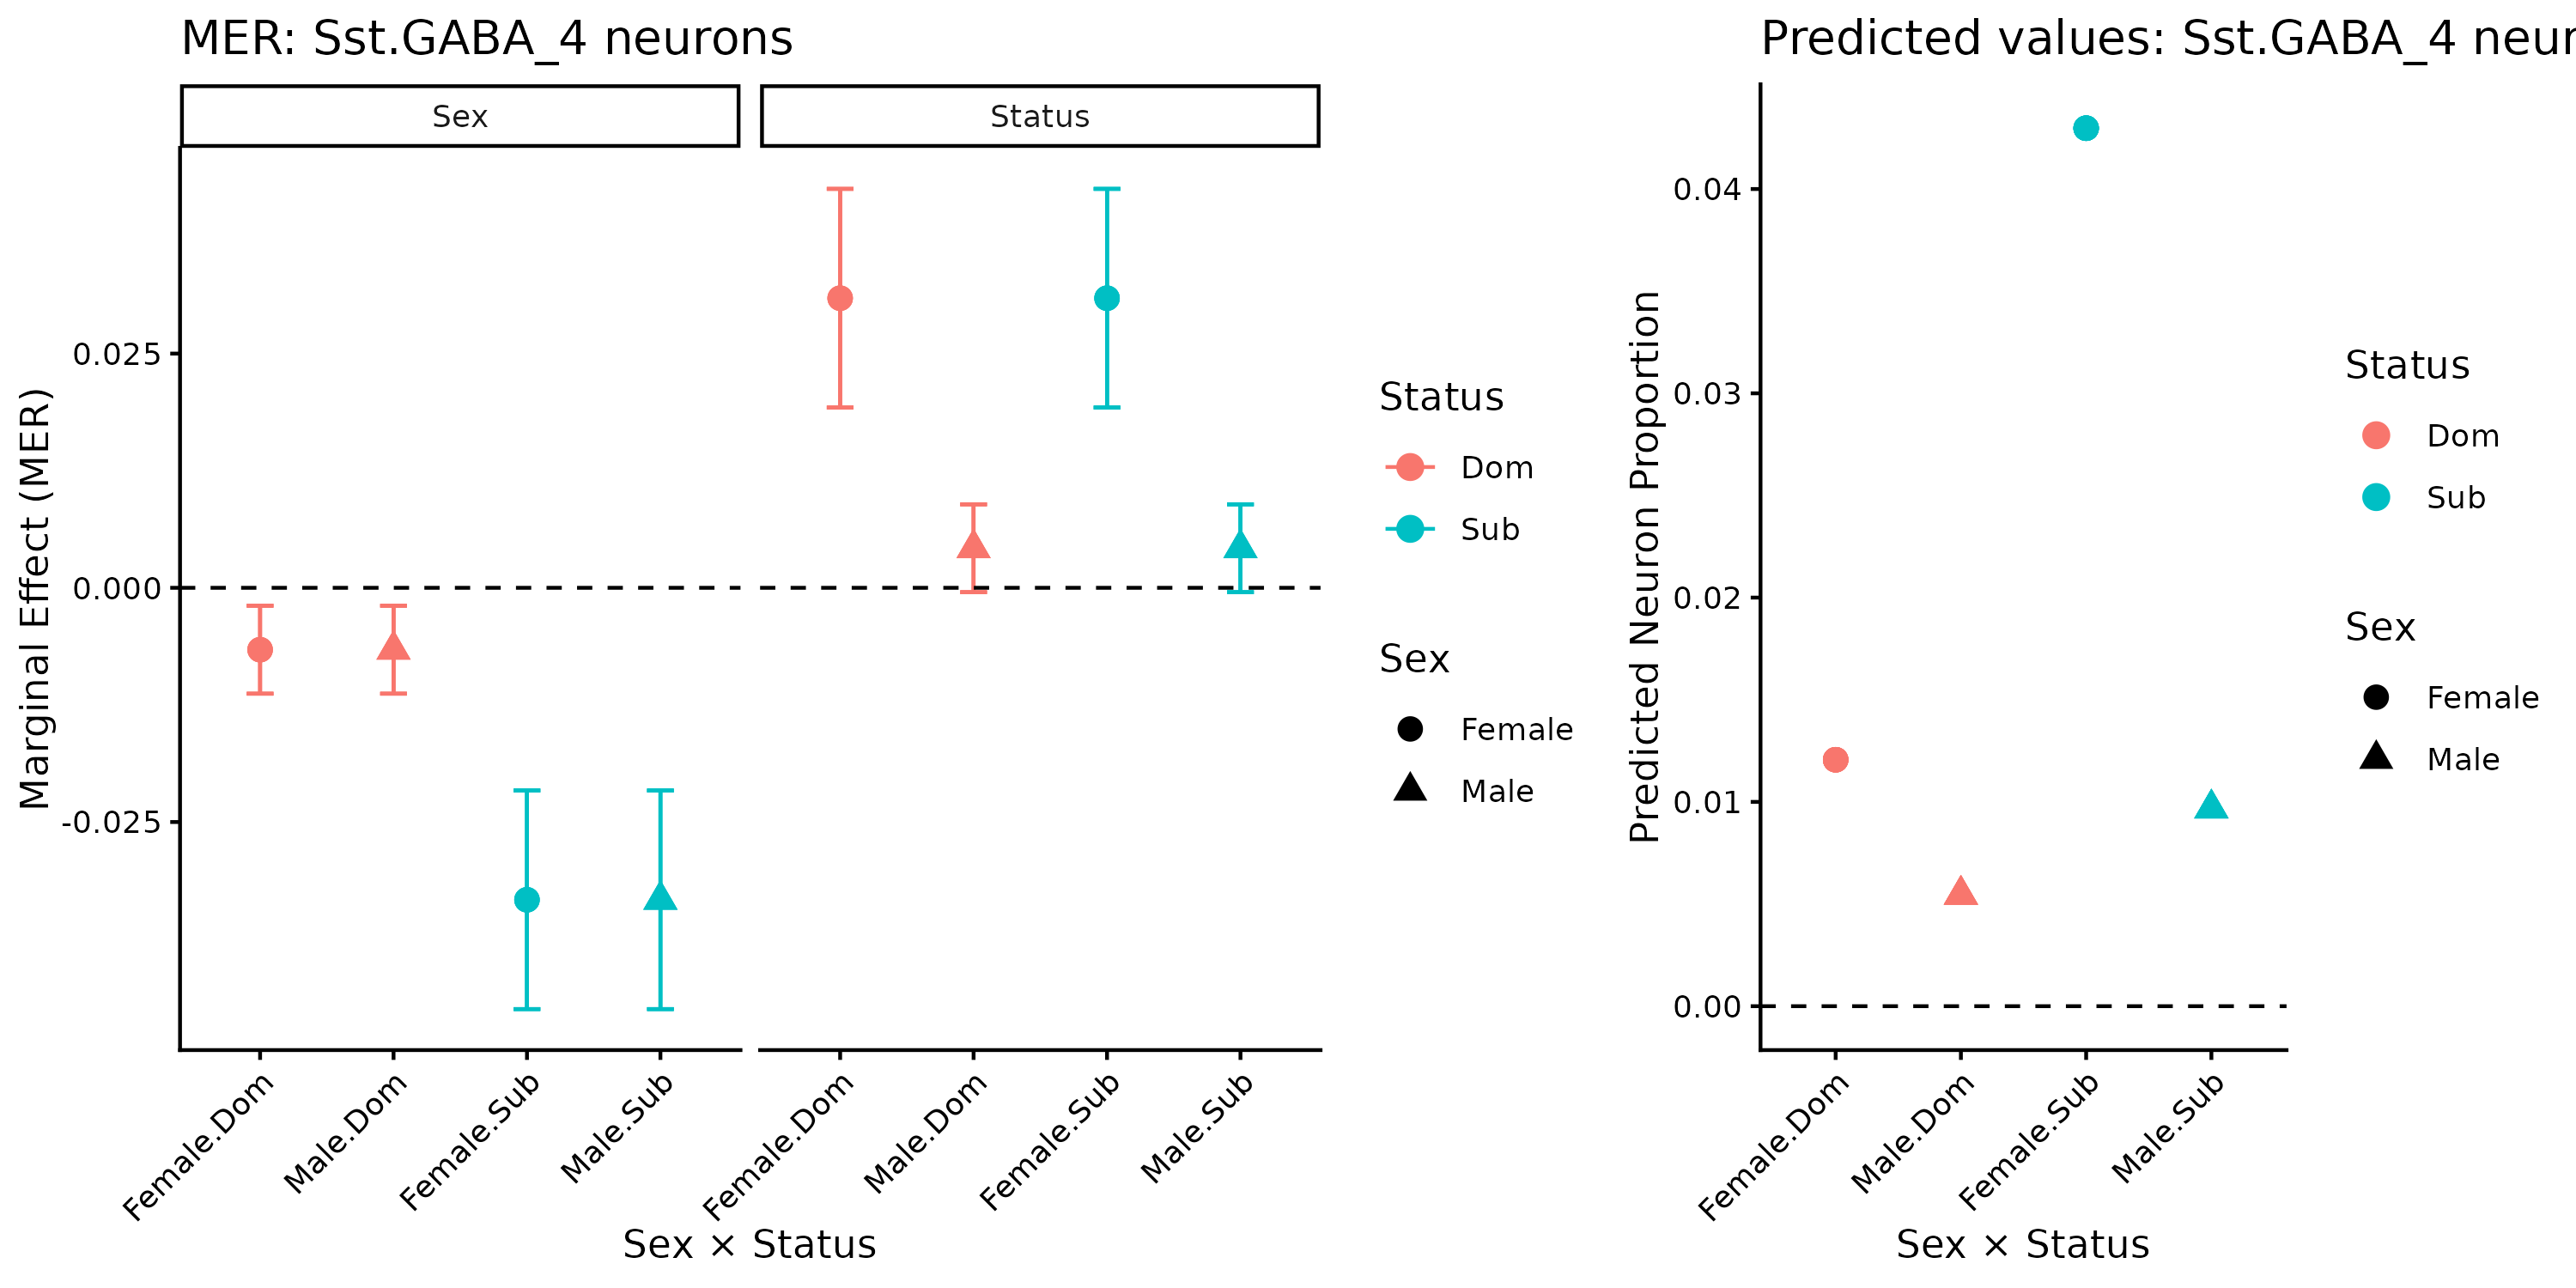 MER: Sst.GABA_4 neurons
Sex
Status
Marginal Effect (MER)
0.025
0.000
-0.025
Female.Dom
Male.Dom
Female.Sub
Male.Sub
Female.Dom
Male.Dom
Female.Sub
Male.Sub
Sex × Status
Status
Dom
Sub
Sex
Female
Male
Predicted values: Sst.GABA_4 neur
Predicted Neuron Proportion
0.04
0.03
0.02
0.01
0.00
Female.Dom
Male.Dom
Female.Sub
Male.Sub
Sex × Status
Status
Dom
Sub
Sex
Female
Male